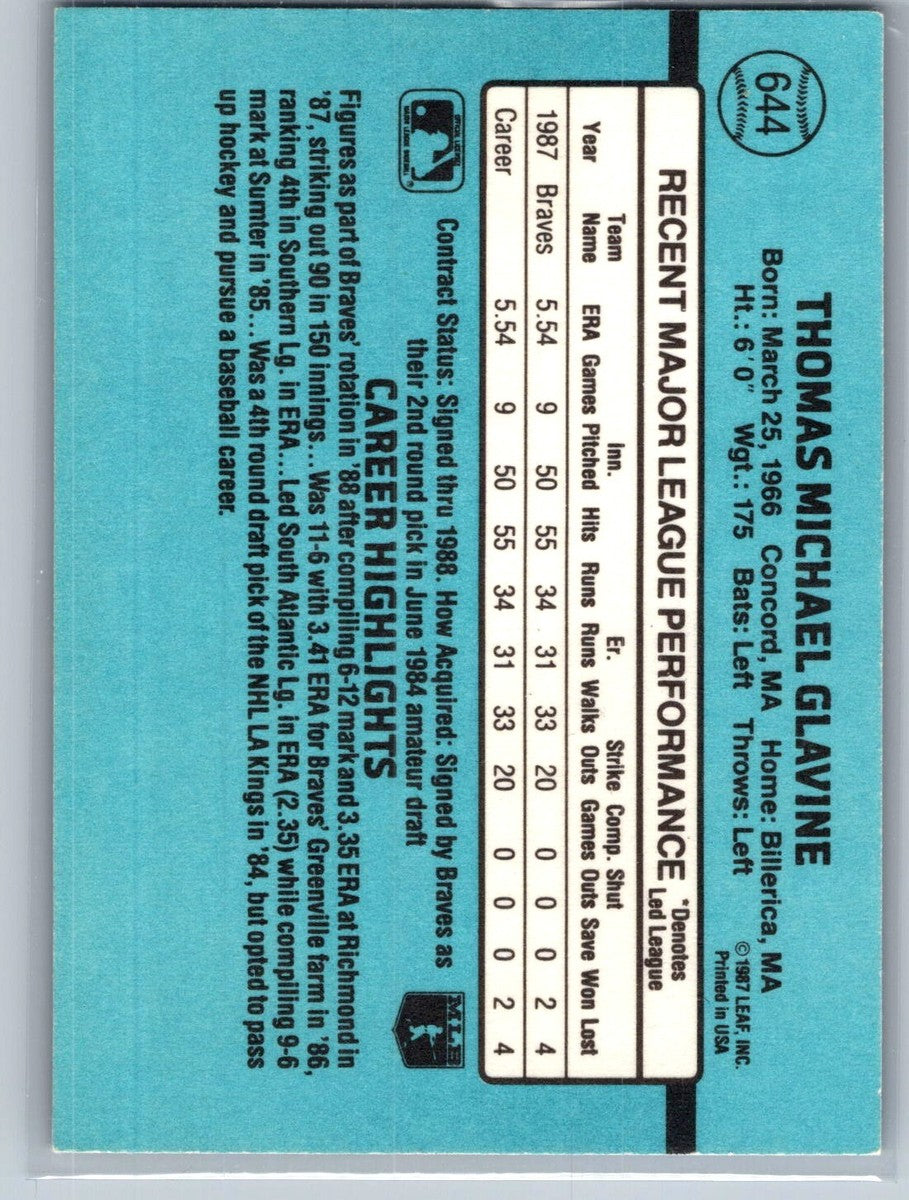 644
THOMAS MICHAEL GLAVINE
Born: March 25, 1966 Concord, MA Home: Billerica, MA
Ht.: 6'0" Wgt.: 175 Bats: Left Throws: Left
©1987 LEAF, INC.
Printed in USA
RECENT MAJOR LEAGUE PERFORMANCE
*Denotes
Led League
Team Inn. Er. Strike Comp. Shut
Year Name ERA Games Pitched Hits Runs Runs Walks Outs Games Outs Save Won Lost
1987 Braves 5.54 9 50 55 34 31 33 20 0 0 0 2 4
Career 5.54 9 50 55 34 31 33 20 0 0 0 2 4
OFFICIAL LICENSEE
MAJOR LEAGUE BASEBALL
®
Contract Status: Signed thru 1988. How Acquired: Signed by Braves as
their 2nd round pick in June 1984 amateur draft
CAREER HIGHLIGHTS
Figures as part of Braves' rotation in '88 after compiling 6-12 mark and 3.35 ERA at Richmond in
'87, striking out 90 in 150 innings...Was 11-6 with 3.41 ERA for Braves' Greenville farm in '86,
ranking 4th in Southern Lg. in ERA...Led South Atlantic Lg. in ERA (2.35) while compiling 9-6
mark at Sumter in '85...Was a 4th round draft pick of the NHL LA Kings in '84, but opted to pass
up hockey and pursue a baseball career.